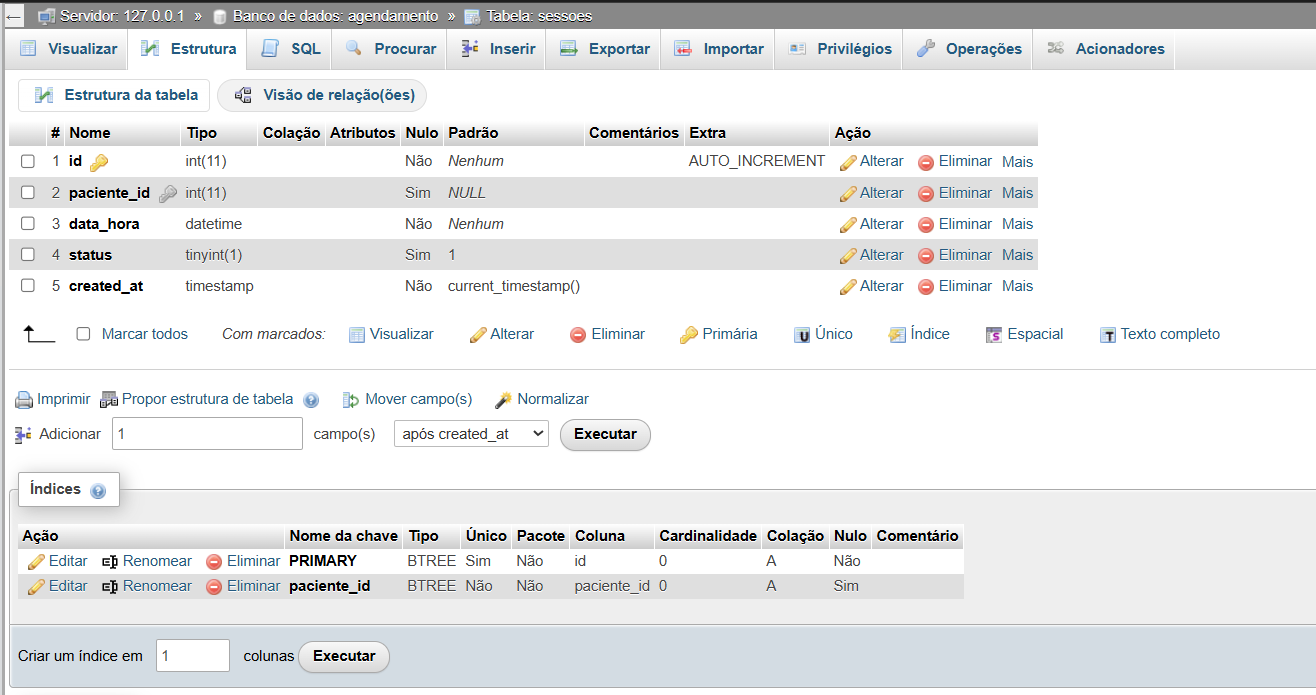 Servidor: 127.0.0.1 » Banco de dados: agendamento » Tabela: sessoes
Visualizar Estrutura SQL Procurar Inserir Exportar Importar Privilégios Operações Acionadores
Estrutura da tabela Visão de relação(ões)
# Nome Tipo Colação Atributos Nulo Padrão Comentários Extra Ação
1 id int(11) Não Nenhum AUTO_INCREMENT Alterar Eliminar Mais
2 paciente_id int(11) Sim NULL Alterar Eliminar Mais
3 data_hora datetime Não Nenhum Alterar Eliminar Mais
4 status tinyint(1) Sim 1 Alterar Eliminar Mais
5 created_at timestamp Não current_timestamp() Alterar Eliminar Mais
Marcar todos Com marcados: Visualizar Alterar Eliminar Primária Único Índice Espacial Texto completo
Imprimir Propor estrutura de tabela Mover campo(s) Normalizar
Adicionar 1 campo(s) após created_at Executar
Índices
Ação Nome da chave Tipo Único Pacote Coluna Cardinalidade Colação Nulo Comentário
Editar Renomear Eliminar PRIMARY BTREE Sim Não id 0 A Não
Editar Renomear Eliminar paciente_id BTREE Não Não paciente_id 0 A Sim
Criar um índice em 1 colunas Executar